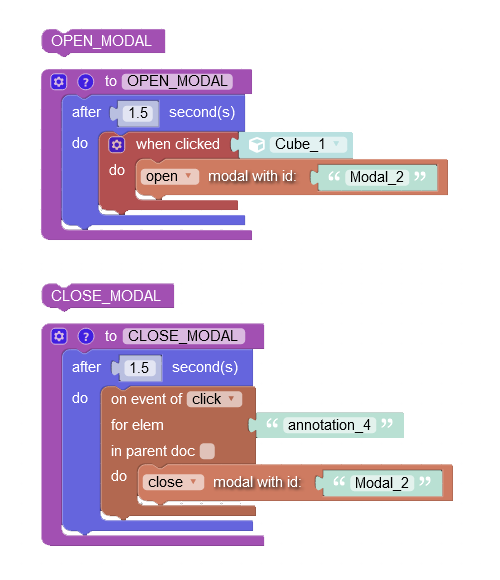 OPEN_MODAL
? to OPEN_MODAL
after 1.5 second(s)
do when clicked Cube_1
do open modal with id: “ Modal_2 ”
CLOSE_MODAL
? to CLOSE_MODAL
after 1.5 second(s)
do on event of click
for elem “ annotation_4 ”
in parent doc
do close modal with id: “ Modal_2 ”